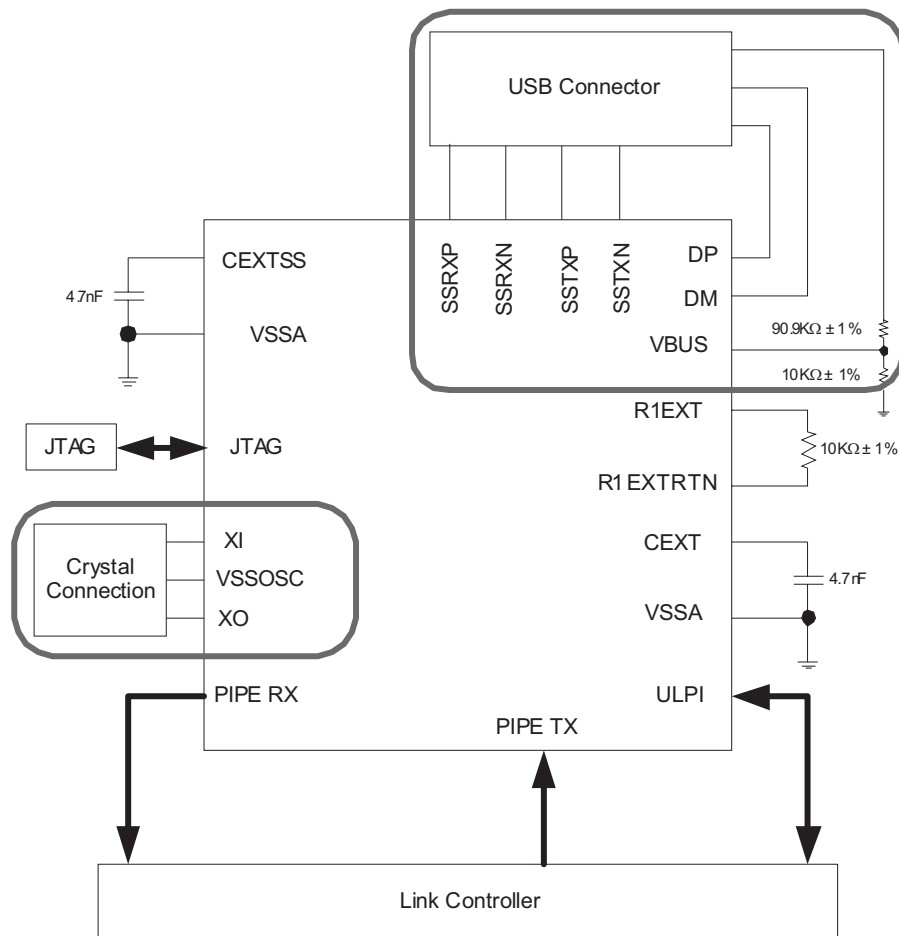 USB Connector
SSRXP
SSRXN
SSTXP
SSTXN
DP
DM
VBUS
90.9KΩ ± 1%
10KΩ ± 1%
CEXTSS
4.7nF
VSSA
R1EXT
10KΩ ± 1%
R1EXTRTN
JTAG
JTAG
Crystal
Connection
XI
VSSOSC
XO
CEXT
4.7nF
VSSA
PIPE RX
ULPI
PIPE TX
Link Controller